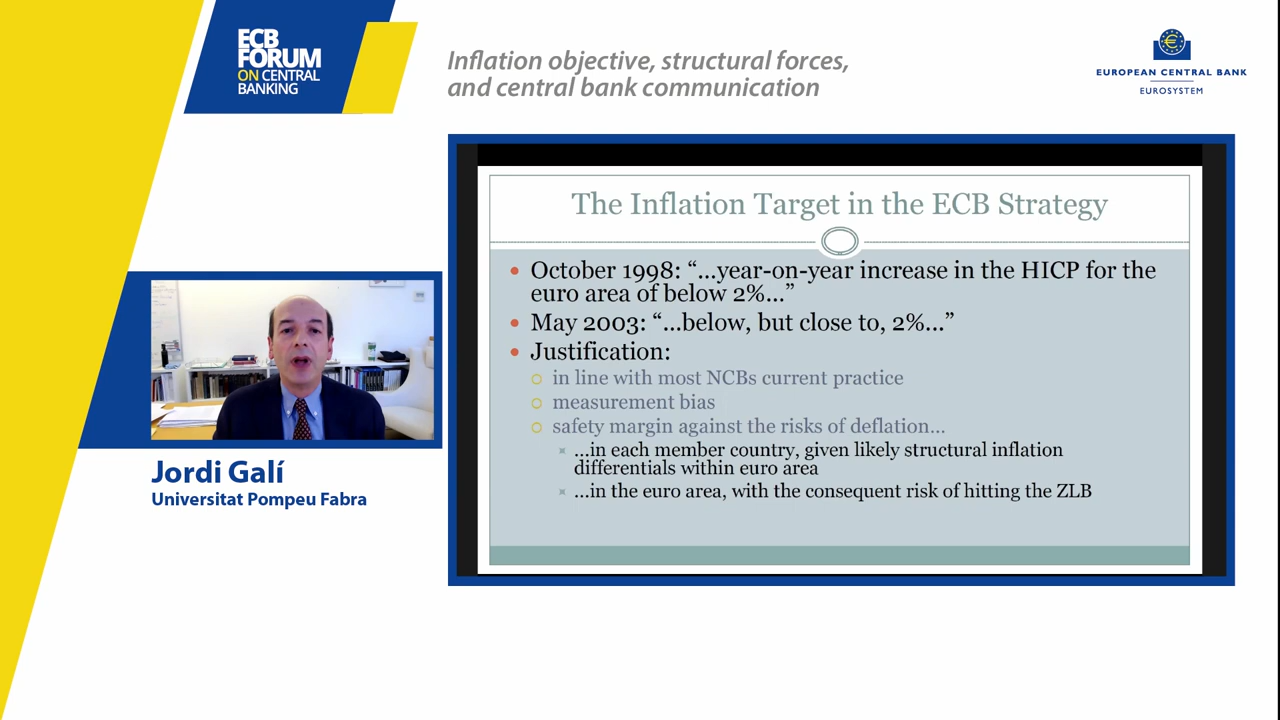 ECB
FORUM
ON CENTRAL
BANKING
Inflation objective, structural forces,
and central bank communication
EUROPEAN CENTRAL BANK
EUROSYSTEM
The Inflation Target in the ECB Strategy
October 1998: “...year-on-year increase in the HICP for the
euro area of below 2%...”
May 2003: “...below, but close to, 2%...”
Justification:
in line with most NCBs current practice
measurement bias
safety margin against the risks of deflation...
...in each member country, given likely structural inflation
differentials within euro area
...in the euro area, with the consequent risk of hitting the ZLB
Jordi Galí
Universitat Pompeu Fabra